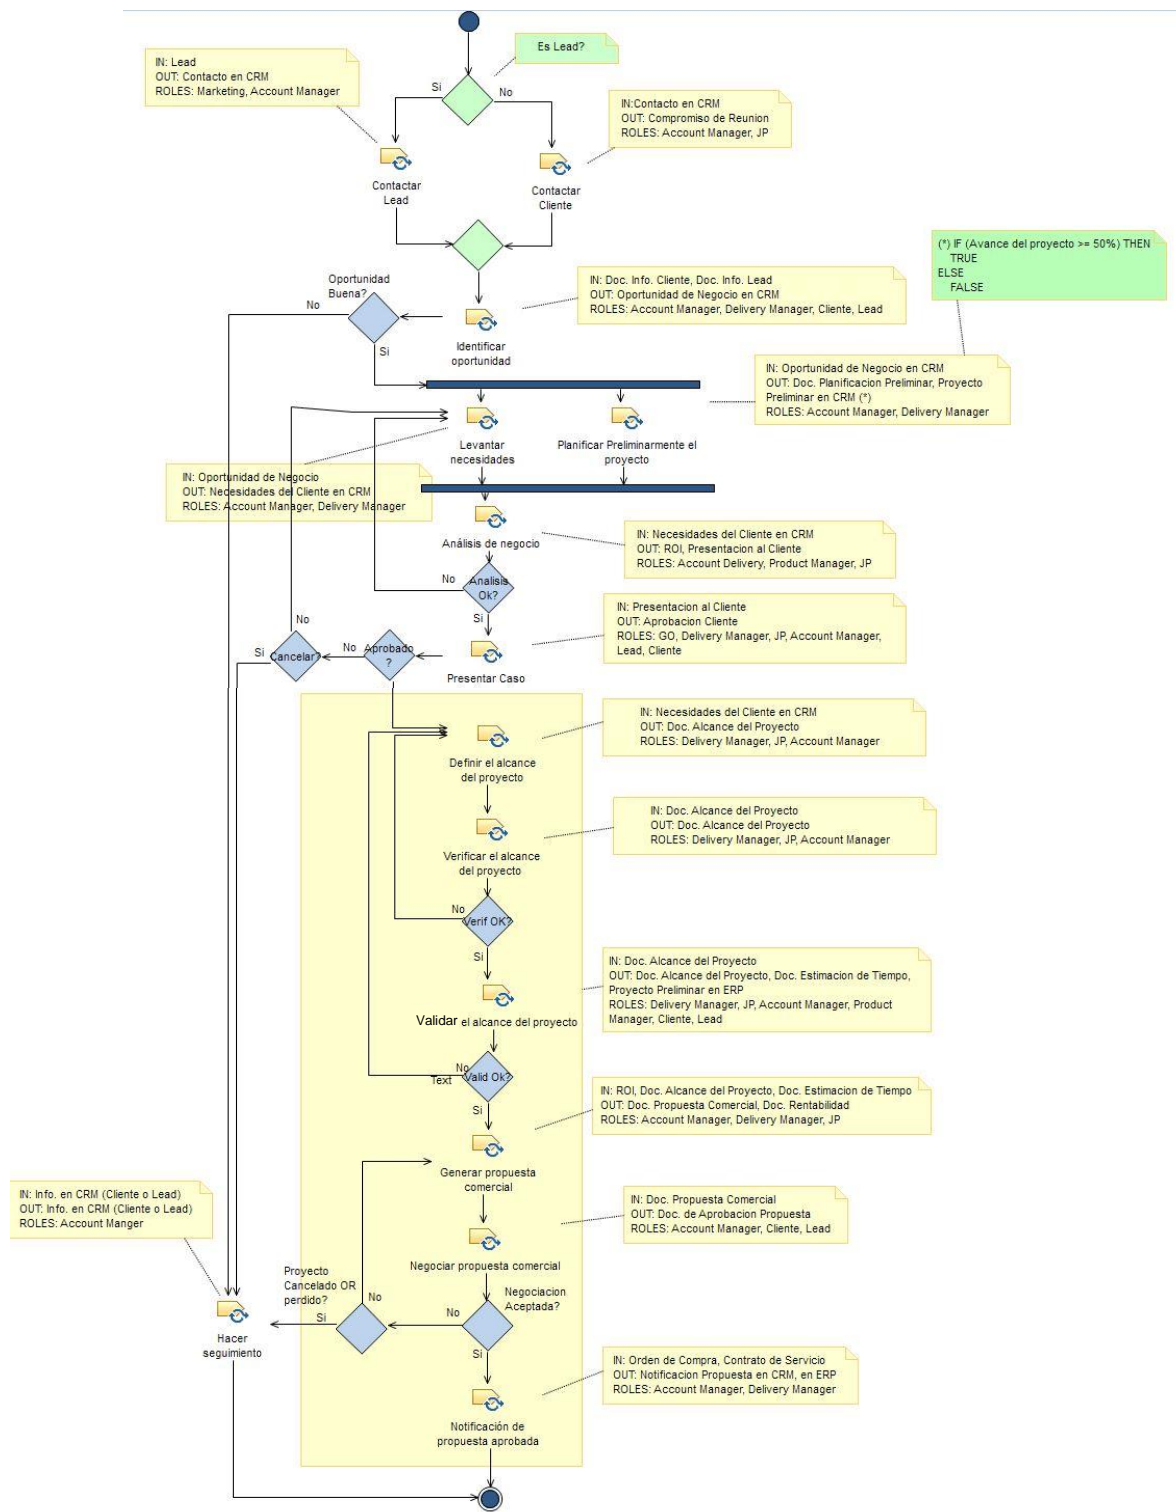 Es Lead?
IN: Lead
OUT: Contacto en CRM
ROLES: Marketing, Account Manager
Si
No
IN:Contacto en CRM
OUT: Compromiso de Reunion
ROLES: Account Manager, JP
Contactar
Lead
Contactar
Cliente
(*) IF (Avance del proyecto >= 50%) THEN
TRUE
ELSE
FALSE
Oportunidad
Buena?
No
Si
IN: Doc. Info. Cliente, Doc. Info. Lead
OUT: Oportunidad de Negocio en CRM
ROLES: Account Manager, Delivery Manager, Cliente, Lead
Identificar
oportunidad
IN: Oportunidad de Negocio en CRM
OUT: Doc. Planificacion Preliminar, Proyecto
Preliminar en CRM (*)
ROLES: Account Manager, Delivery Manager
Levantar
necesidades
Planificar Preliminarmente el
proyecto
IN: Oportunidad de Negocio
OUT: Necesidades del Cliente en CRM
ROLES: Account Manager, Delivery Manager
Análisis de negocio
IN: Necesidades del Cliente en CRM
OUT: ROI, Presentacion al Cliente
ROLES: Account Delivery, Product Manager, JP
No
Analisis
Ok?
Si
IN: Presentacion al Cliente
OUT: Aprobacion Cliente
ROLES: GO, Delivery Manager, JP, Account Manager,
Lead, Cliente
No
Si
Cancelar?
No
Aprobado
?
Presentar Caso
IN: Necesidades del Cliente en CRM
OUT: Doc. Alcance del Proyecto
ROLES: Delivery Manager, JP, Account Manager
Definir el alcance
del proyecto
IN: Doc. Alcance del Proyecto
OUT: Doc. Alcance del Proyecto
ROLES: Delivery Manager, JP, Account Manager
Verificar el alcance
del proyecto
No
Verif OK?
Si
IN: Doc. Alcance del Proyecto
OUT: Doc. Alcance del Proyecto, Doc. Estimacion de Tiempo,
Proyecto Preliminar en ERP
ROLES: Delivery Manager, JP, Account Manager, Product
Manager, Cliente, Lead
Validar el alcance del proyecto
No
Text
Valid Ok?
Si
IN: ROI, Doc. Alcance del Proyecto, Doc. Estimacion de Tiempo
OUT: Doc. Propuesta Comercial, Doc. Rentabilidad
ROLES: Account Manager, Delivery Manager, JP
Generar propuesta
comercial
IN: Info. en CRM (Cliente o Lead)
OUT: Info. en CRM (Cliente o Lead)
ROLES: Account Manger
IN: Doc. Propuesta Comercial
OUT: Doc. de Aprobacion Propuesta
ROLES: Account Manager, Cliente, Lead
Negociar propuesta comercial
Proyecto
Cancelado OR
perdido?
No
Si
Negociacion
Aceptada?
No
Si
Hacer
seguimiento
IN: Orden de Compra, Contrato de Servicio
OUT: Notificacion Propuesta en CRM, en ERP
ROLES: Account Manager, Delivery Manager
Notificación de
propuesta aprobada